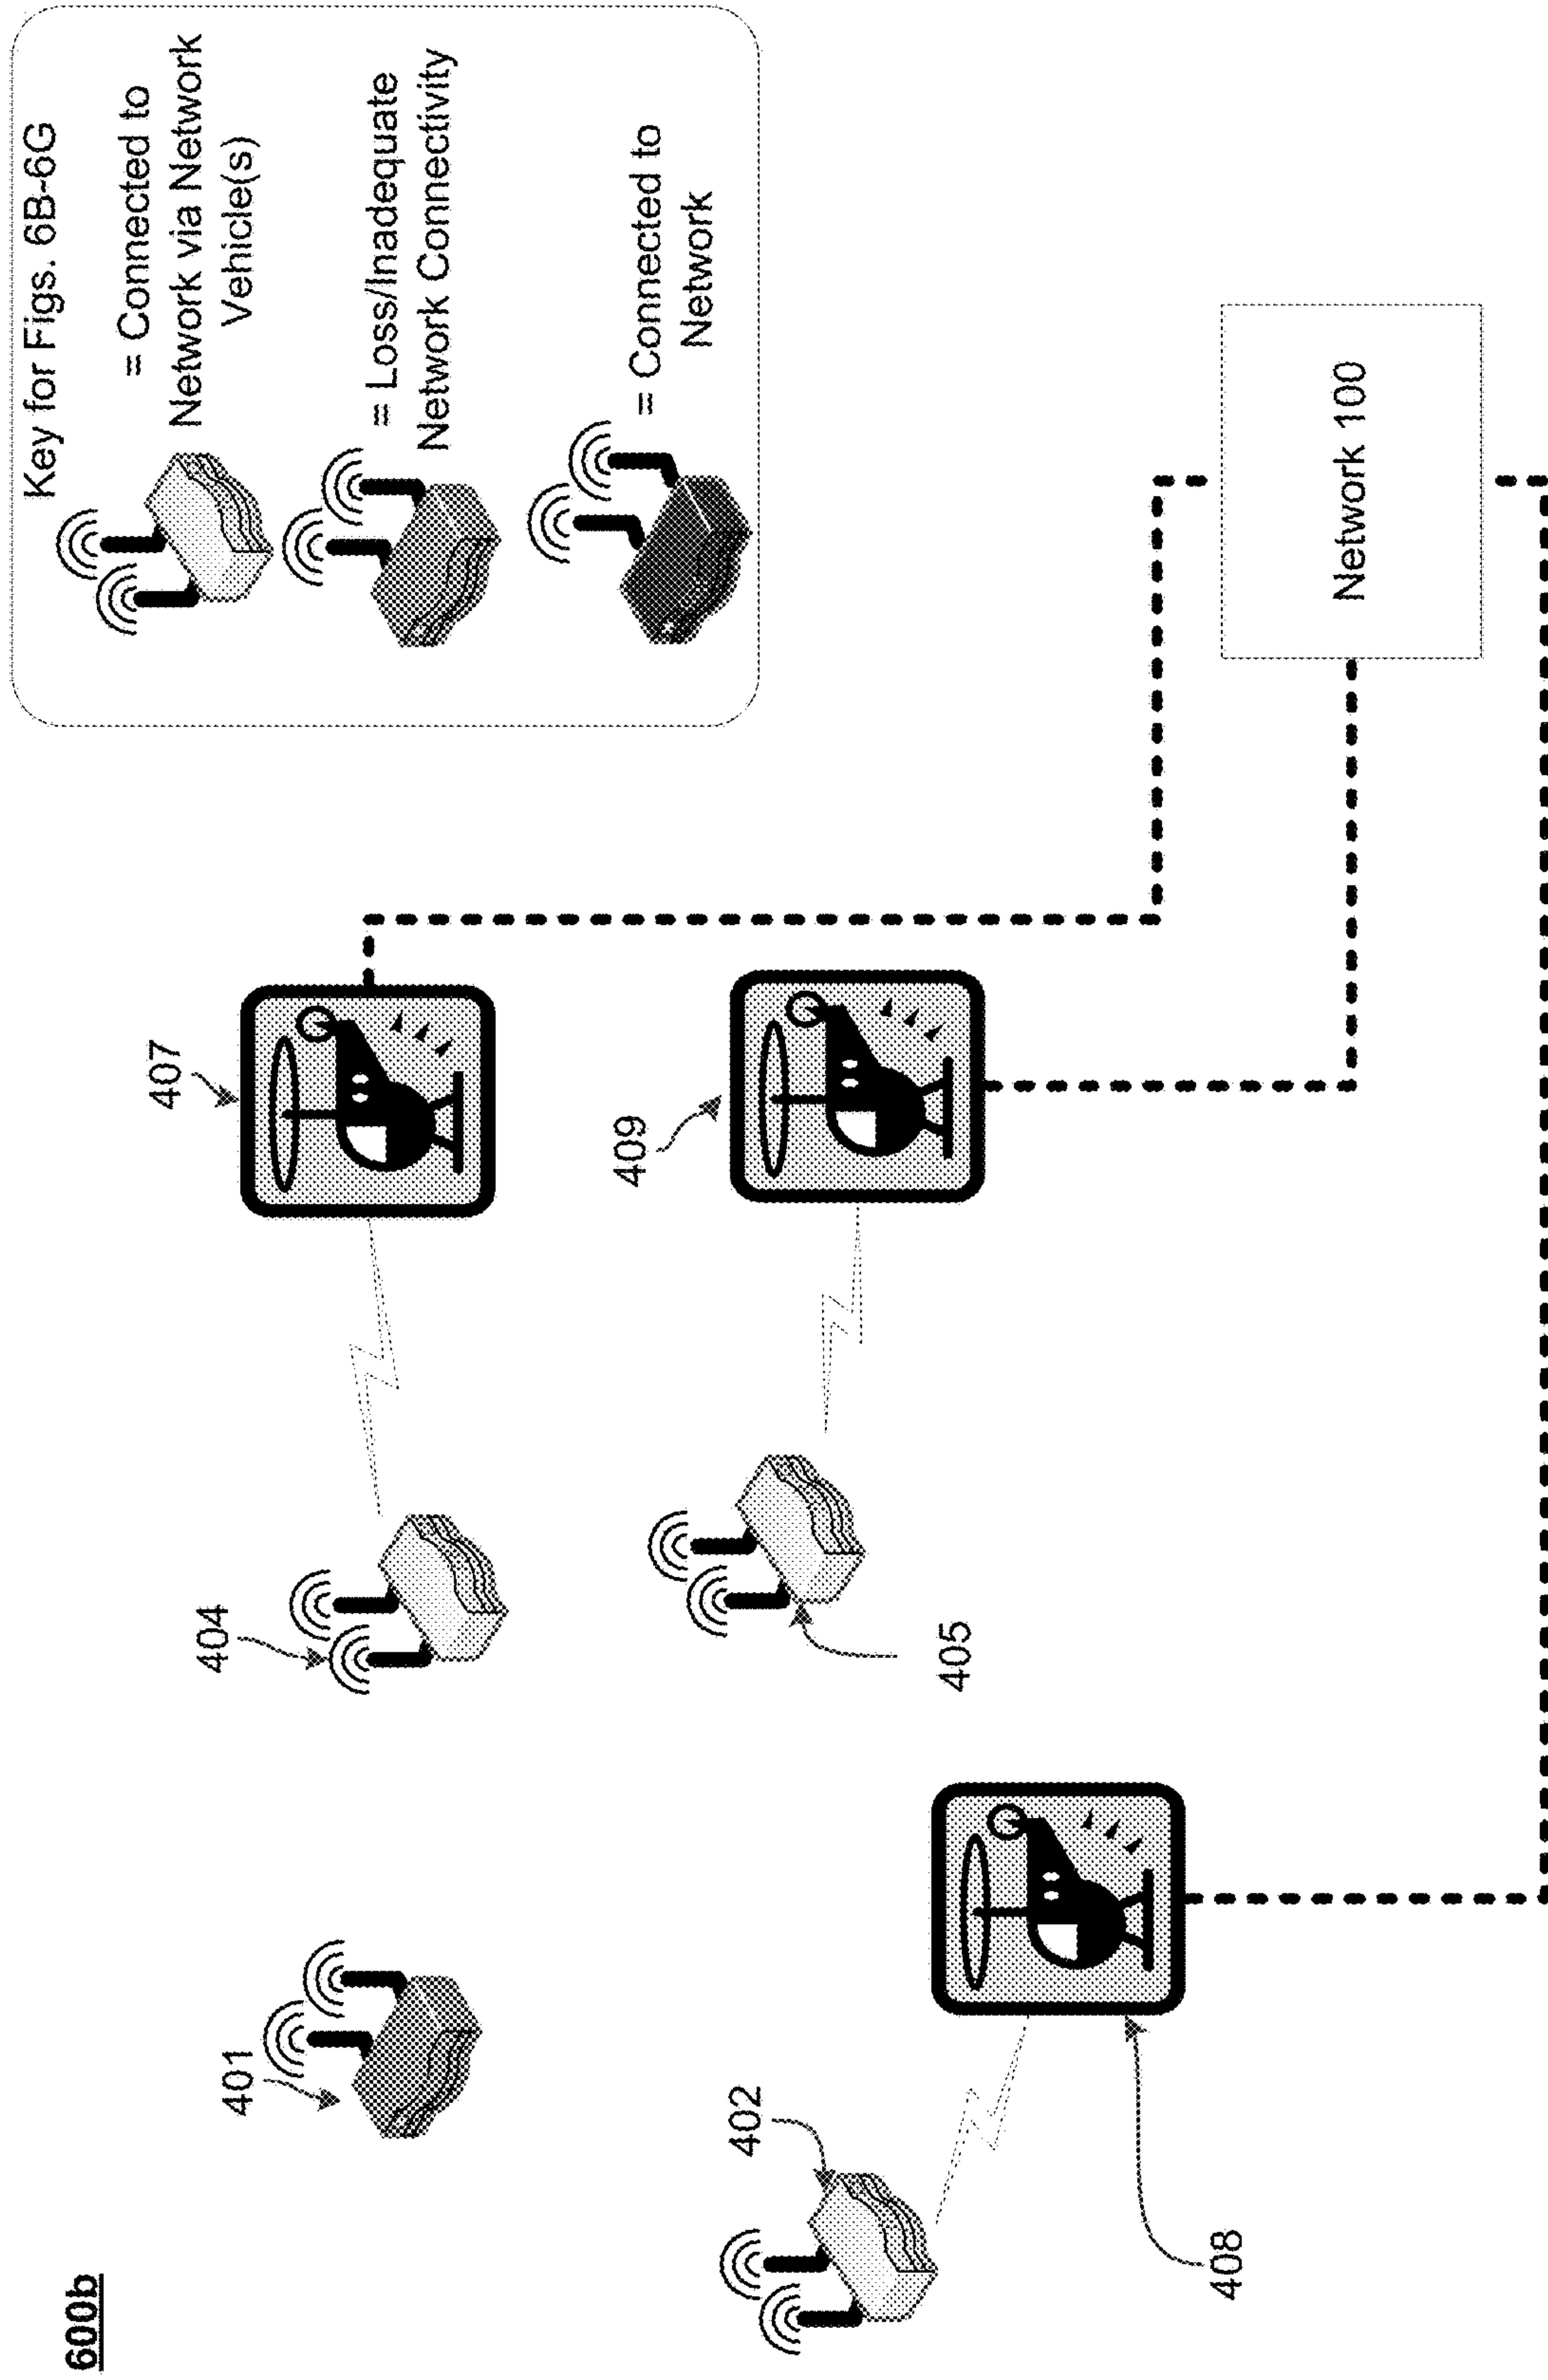 600b
Key for Figs. 6B-6G
= Connected to
Network via Network
Vehicle(s)
= Loss/Inadequate
Network Connectivity
= Connected to
Network
401
404
407
402
405
409
408
Network 100